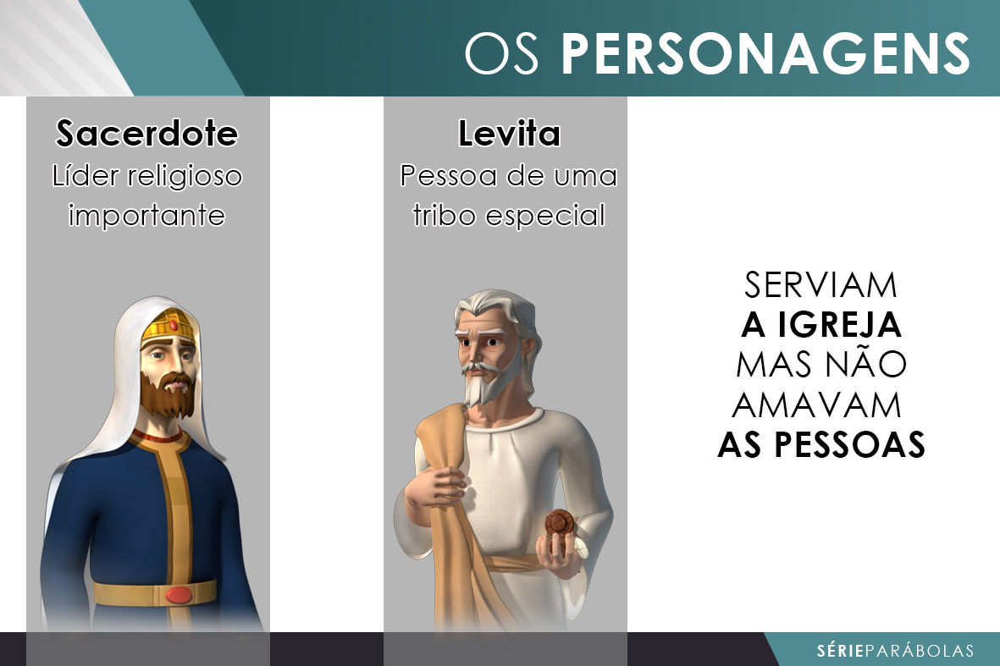 OS PERSONAGENS
Sacerdote
Líder religioso
importante
Levita
Pessoa de uma
tribo especial
SERVIAM
A IGREJA
MAS NÃO
AMAVAM
AS PESSOAS
SÉRIEPARÁBOLAS